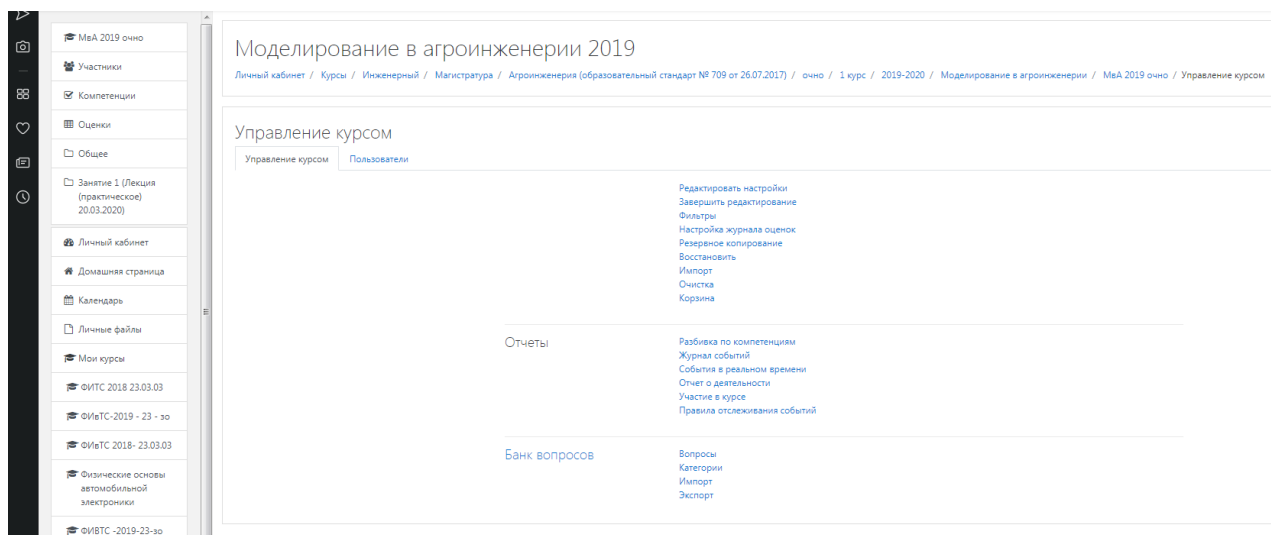 МвА 2019 очно
Участники
Компетенции
Оценки
Общее
Занятие 1 (Лекция
(практическое)
20.03.2020)
Личный кабинет
Домашняя страница
Календарь
Личные файлы
Мои курсы
ФИТС 2018 23.03.03
ФИвТС-2019 - 23 - зо
ФИвТС 2018- 23.03.03
Физические основы
автомобильной
электроники
ФИВТС -2019-23-зо
Моделирование в агроинженерии 2019
Личный кабинет / Курсы / Инженерный / Магистратура / Агроинженерия (образовательный стандарт № 709 от 26.07.2017) / очно / 1 курс / 2019-2020 / Моделирование в агроинженерии / МвА 2019 очно / Управление курсом
Управление курсом
Управление курсом Пользователи
Редактировать настройки
Завершить редактирование
Фильтры
Настройка журнала оценок
Резервное копирование
Восстановить
Импорт
Очистка
Корзина
Отчеты
Разбивка по компетенциям
Журнал событий
События в реальном времени
Отчет о деятельности
Участие в курсе
Правила отслеживания событий
Банк вопросов
Вопросы
Категории
Импорт
Экспорт